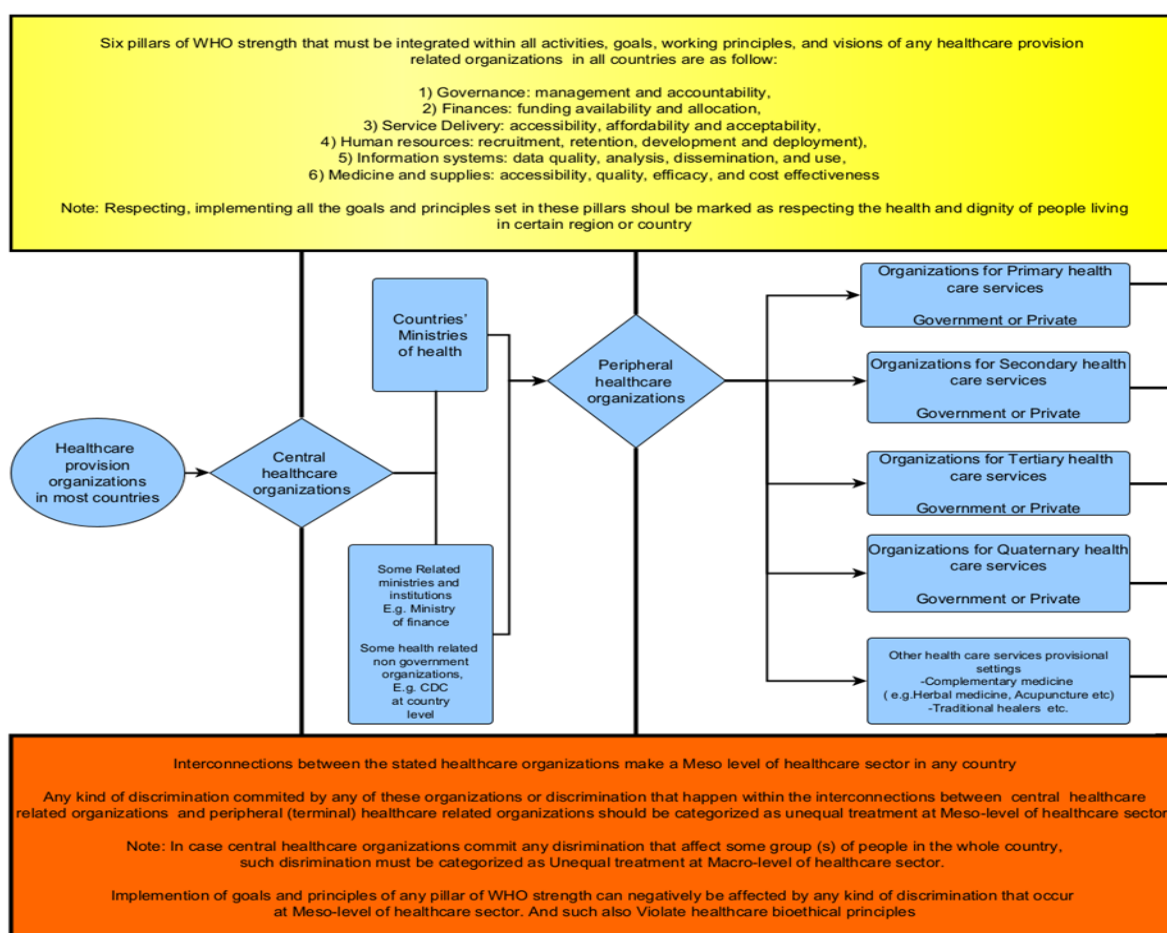 Six pillars of WHO strength that must be integrated within all activities, goals, working principles, and visions of any healthcare provision
related organizations in all countries are as follow:
1) Governance: management and accountability,
2) Finances: funding availability and allocation,
3) Service Delivery: accessibility, affordability and acceptability,
4) Human resources: recruitment, retention, development and deployment),
5) Information systems: data quality, analysis, dissemination, and use,
6) Medicine and supplies: accessibility, quality, efficacy, and cost effectiveness
Note: Respecting, implementing all the goals and principles set in these pillars shoul be marked as respecting the health and dignity of people living
in certain region or country
Healthcare
provision
organizations
in most countries
Central
healthcare
organizations
Countries'
Ministries
of health
Some Related
ministries and
institutions
E.g. Ministry
of finance
Some health related
non government
organizations,
E.g. CDC
at country
level
Peripheral
healthcare
organizations
Organizations for Primary health
care services
Government or Private
Organizations for Secondary health
care services
Government or Private
Organizations for Tertiary health
care services
Government or Private
Organizations for Quaternary health
care services
Government or Private
Other health care services provisional
settings
-Complementary medicine
( e.g.Herbal medicine, Acupuncture etc)
-Traditional healers etc.
Interconnections between the stated healthcare organizations make a Meso level of healthcare sector in any country
Any kind of discrimination commited by any of these organizations or discrimination that happen within the interconnections between central healthcare
related organizations and peripheral (terminal) healthcare related organizations should be categorized as unequal treatment at Meso-level of healthcare sector
Note: In case central healthcare organizations commit any disrimination that affect some group (s) of people in the whole country,
such disrimination must be categorized as Unequal treatment at Macro-level of healthcare sector.
Implemention of goals and principles of any pillar of WHO strength can negatively be affected by any kind of discrimination that occur
at Meso-level of healthcare sector. And such also Violate healthcare bioethical principles